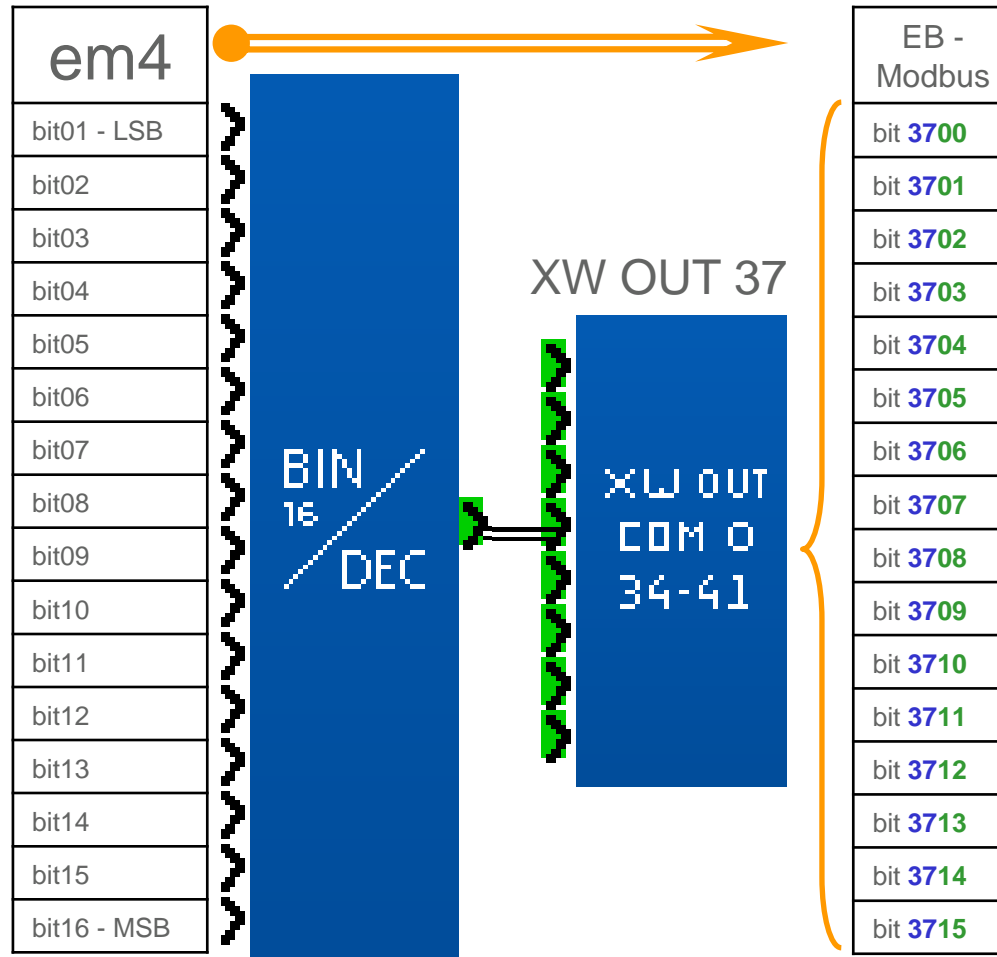 em4
bit01 - LSB
bit02
bit03
bit04
bit05
bit06
bit07
bit08
bit09
bit10
bit11
bit12
bit13
bit14
bit15
bit16 - MSB
BIN
16
DEC
XW OUT 37
XW OUT
COM O
34-41
EB -
Modbus
bit 3700
bit 3701
bit 3702
bit 3703
bit 3704
bit 3705
bit 3706
bit 3707
bit 3708
bit 3709
bit 3710
bit 3711
bit 3712
bit 3713
bit 3714
bit 3715